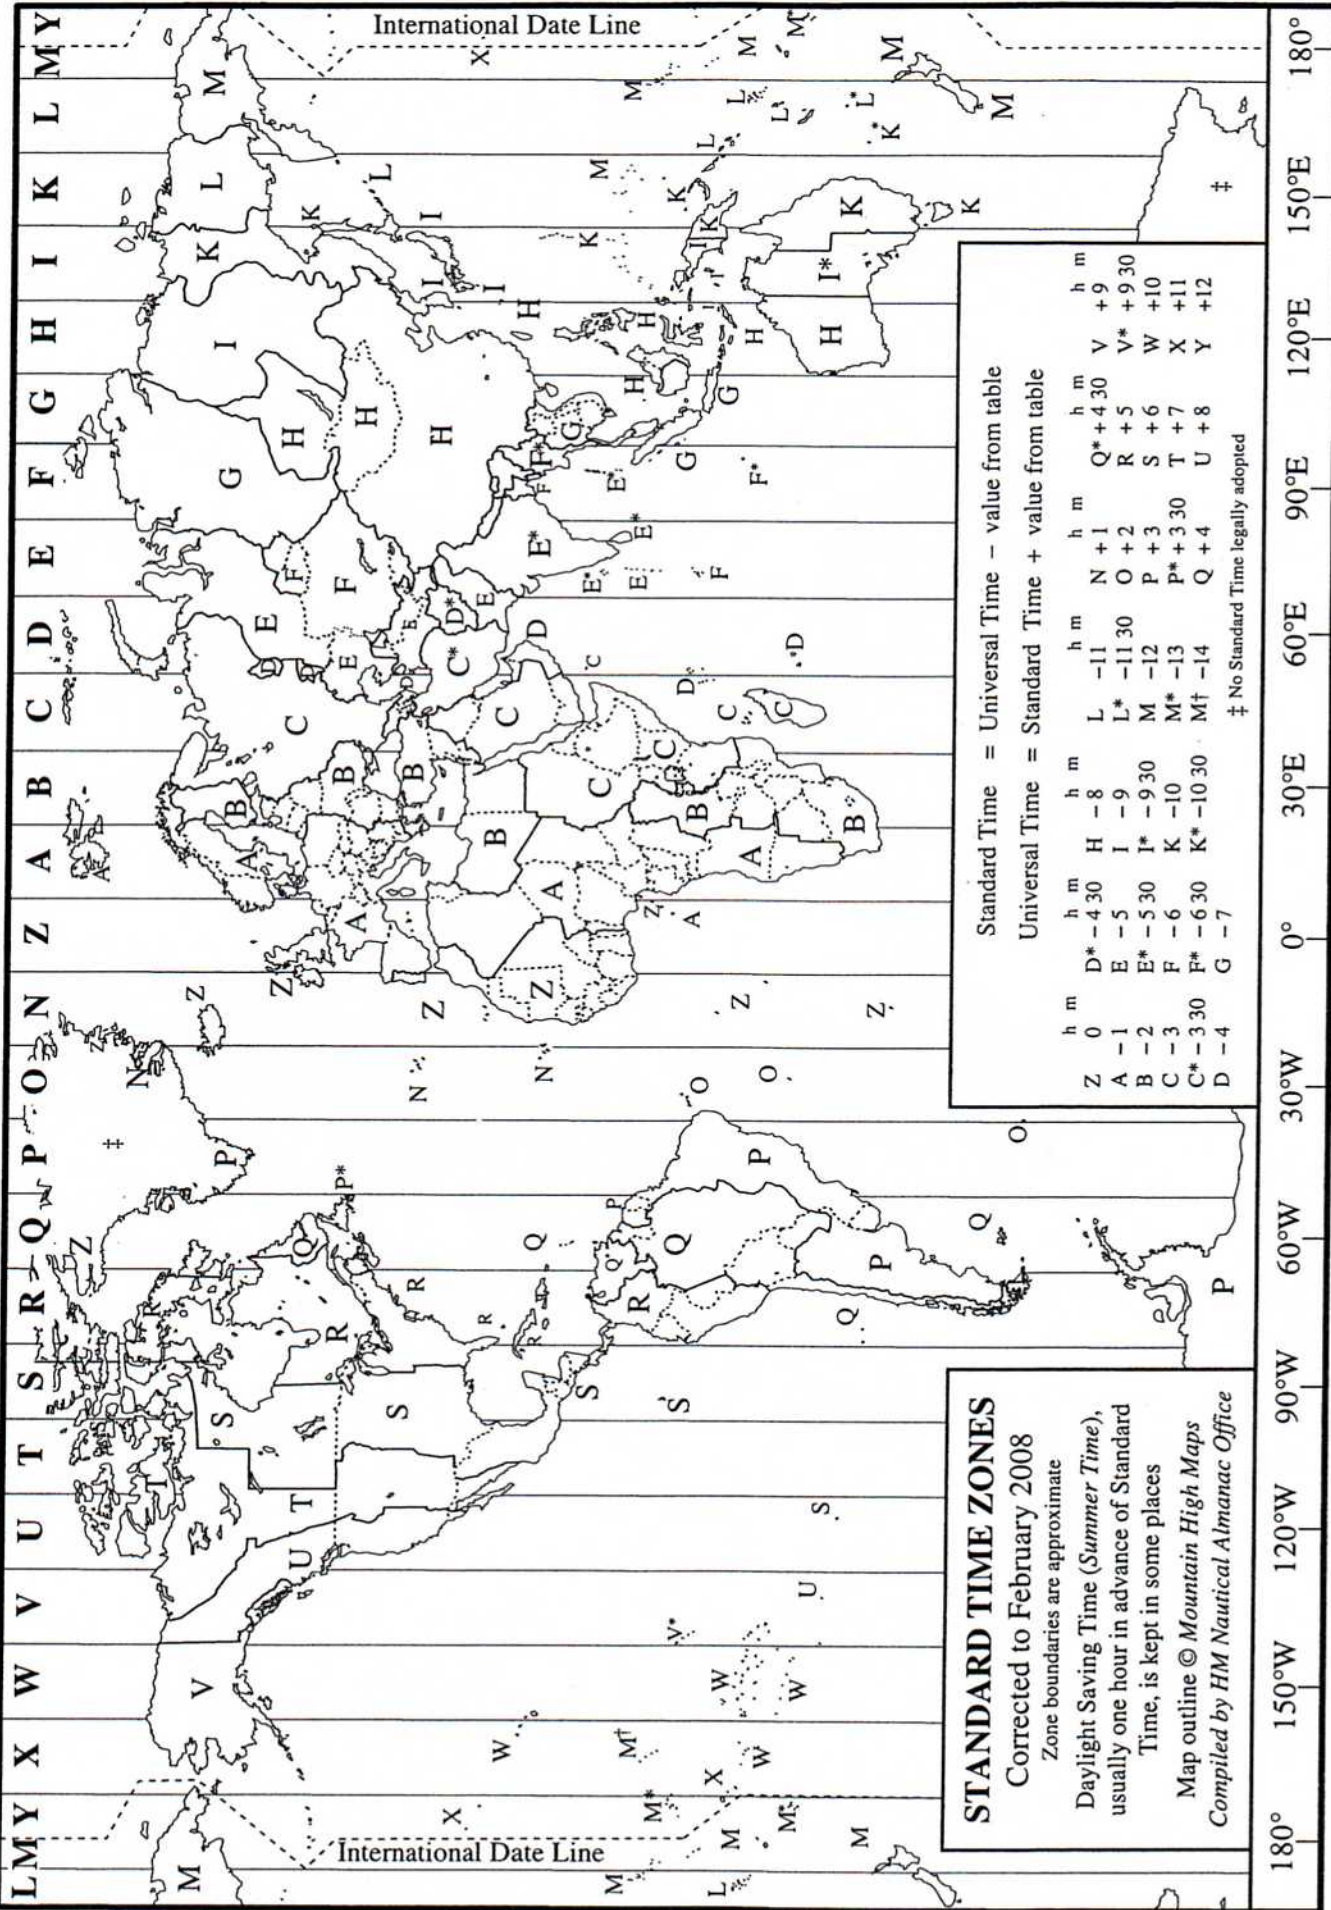 L M Y X W V U T S R Q P O N Z A B C D E F G H I K L M Y
International Date Line
International Date Line
STANDARD TIME ZONES
Corrected to February 2008
Zone boundaries are approximate
Daylight Saving Time (Summer Time),
usually one hour in advance of Standard
Time, is kept in some places
Map outline © Mountain High Maps
Compiled by HM Nautical Almanac Office
Standard Time = Universal Time – value from table
Universal Time = Standard Time + value from table
h m h m h m h m h m h m h m
Z 0 D* – 4 30 H – 8 L –11 N + 1 Q* + 4 30 V + 9
A – 1 E – 5 I – 9 L* –11 30 O + 2 R + 5 V* + 9 30
B – 2 E* – 5 30 I* – 9 30 M –12 P + 3 S + 6 W +10
C – 3 F – 6 K –10 M* –13 P* + 3 30 T + 7 X +11
C* – 3 30 F* – 6 30 K* –10 30 M† –14 Q + 4 U + 8 Y +12
D – 4 G – 7
‡ No Standard Time legally adopted
180° 150°W 120°W 90°W 60°W 30°W 0° 30°E 60°E 90°E 120°E 150°E 180°